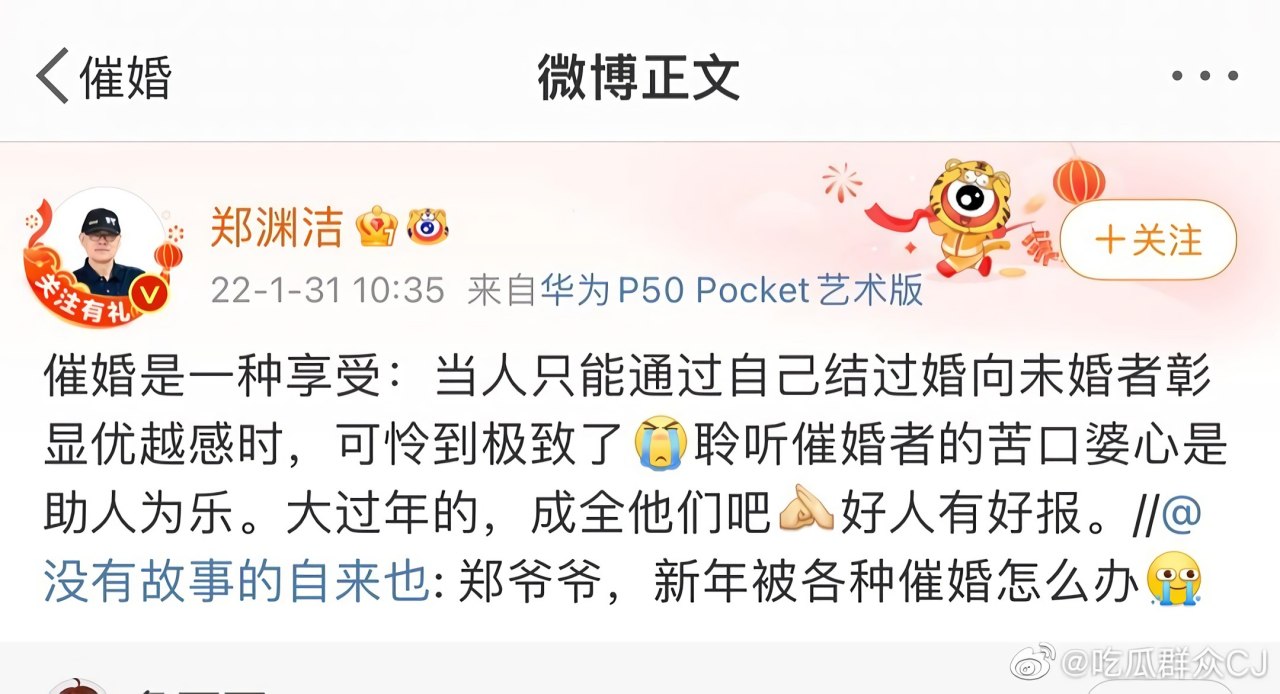 催婚
微博正文
郑渊洁
+关注
关注有礼
22-1-31 10:35 来自华为P50 Pocket艺术版
催婚是一种享受：当人只能通过自己结过婚向未婚者彰
显优越感时，可怜到极致了😭聆听催婚者的苦口婆心是
助人为乐。大过年的，成全他们吧🙏好人有好报。//@
没有故事的自来也: 郑爷爷，新年被各种催婚怎么办😭
@吃瓜群众CJ